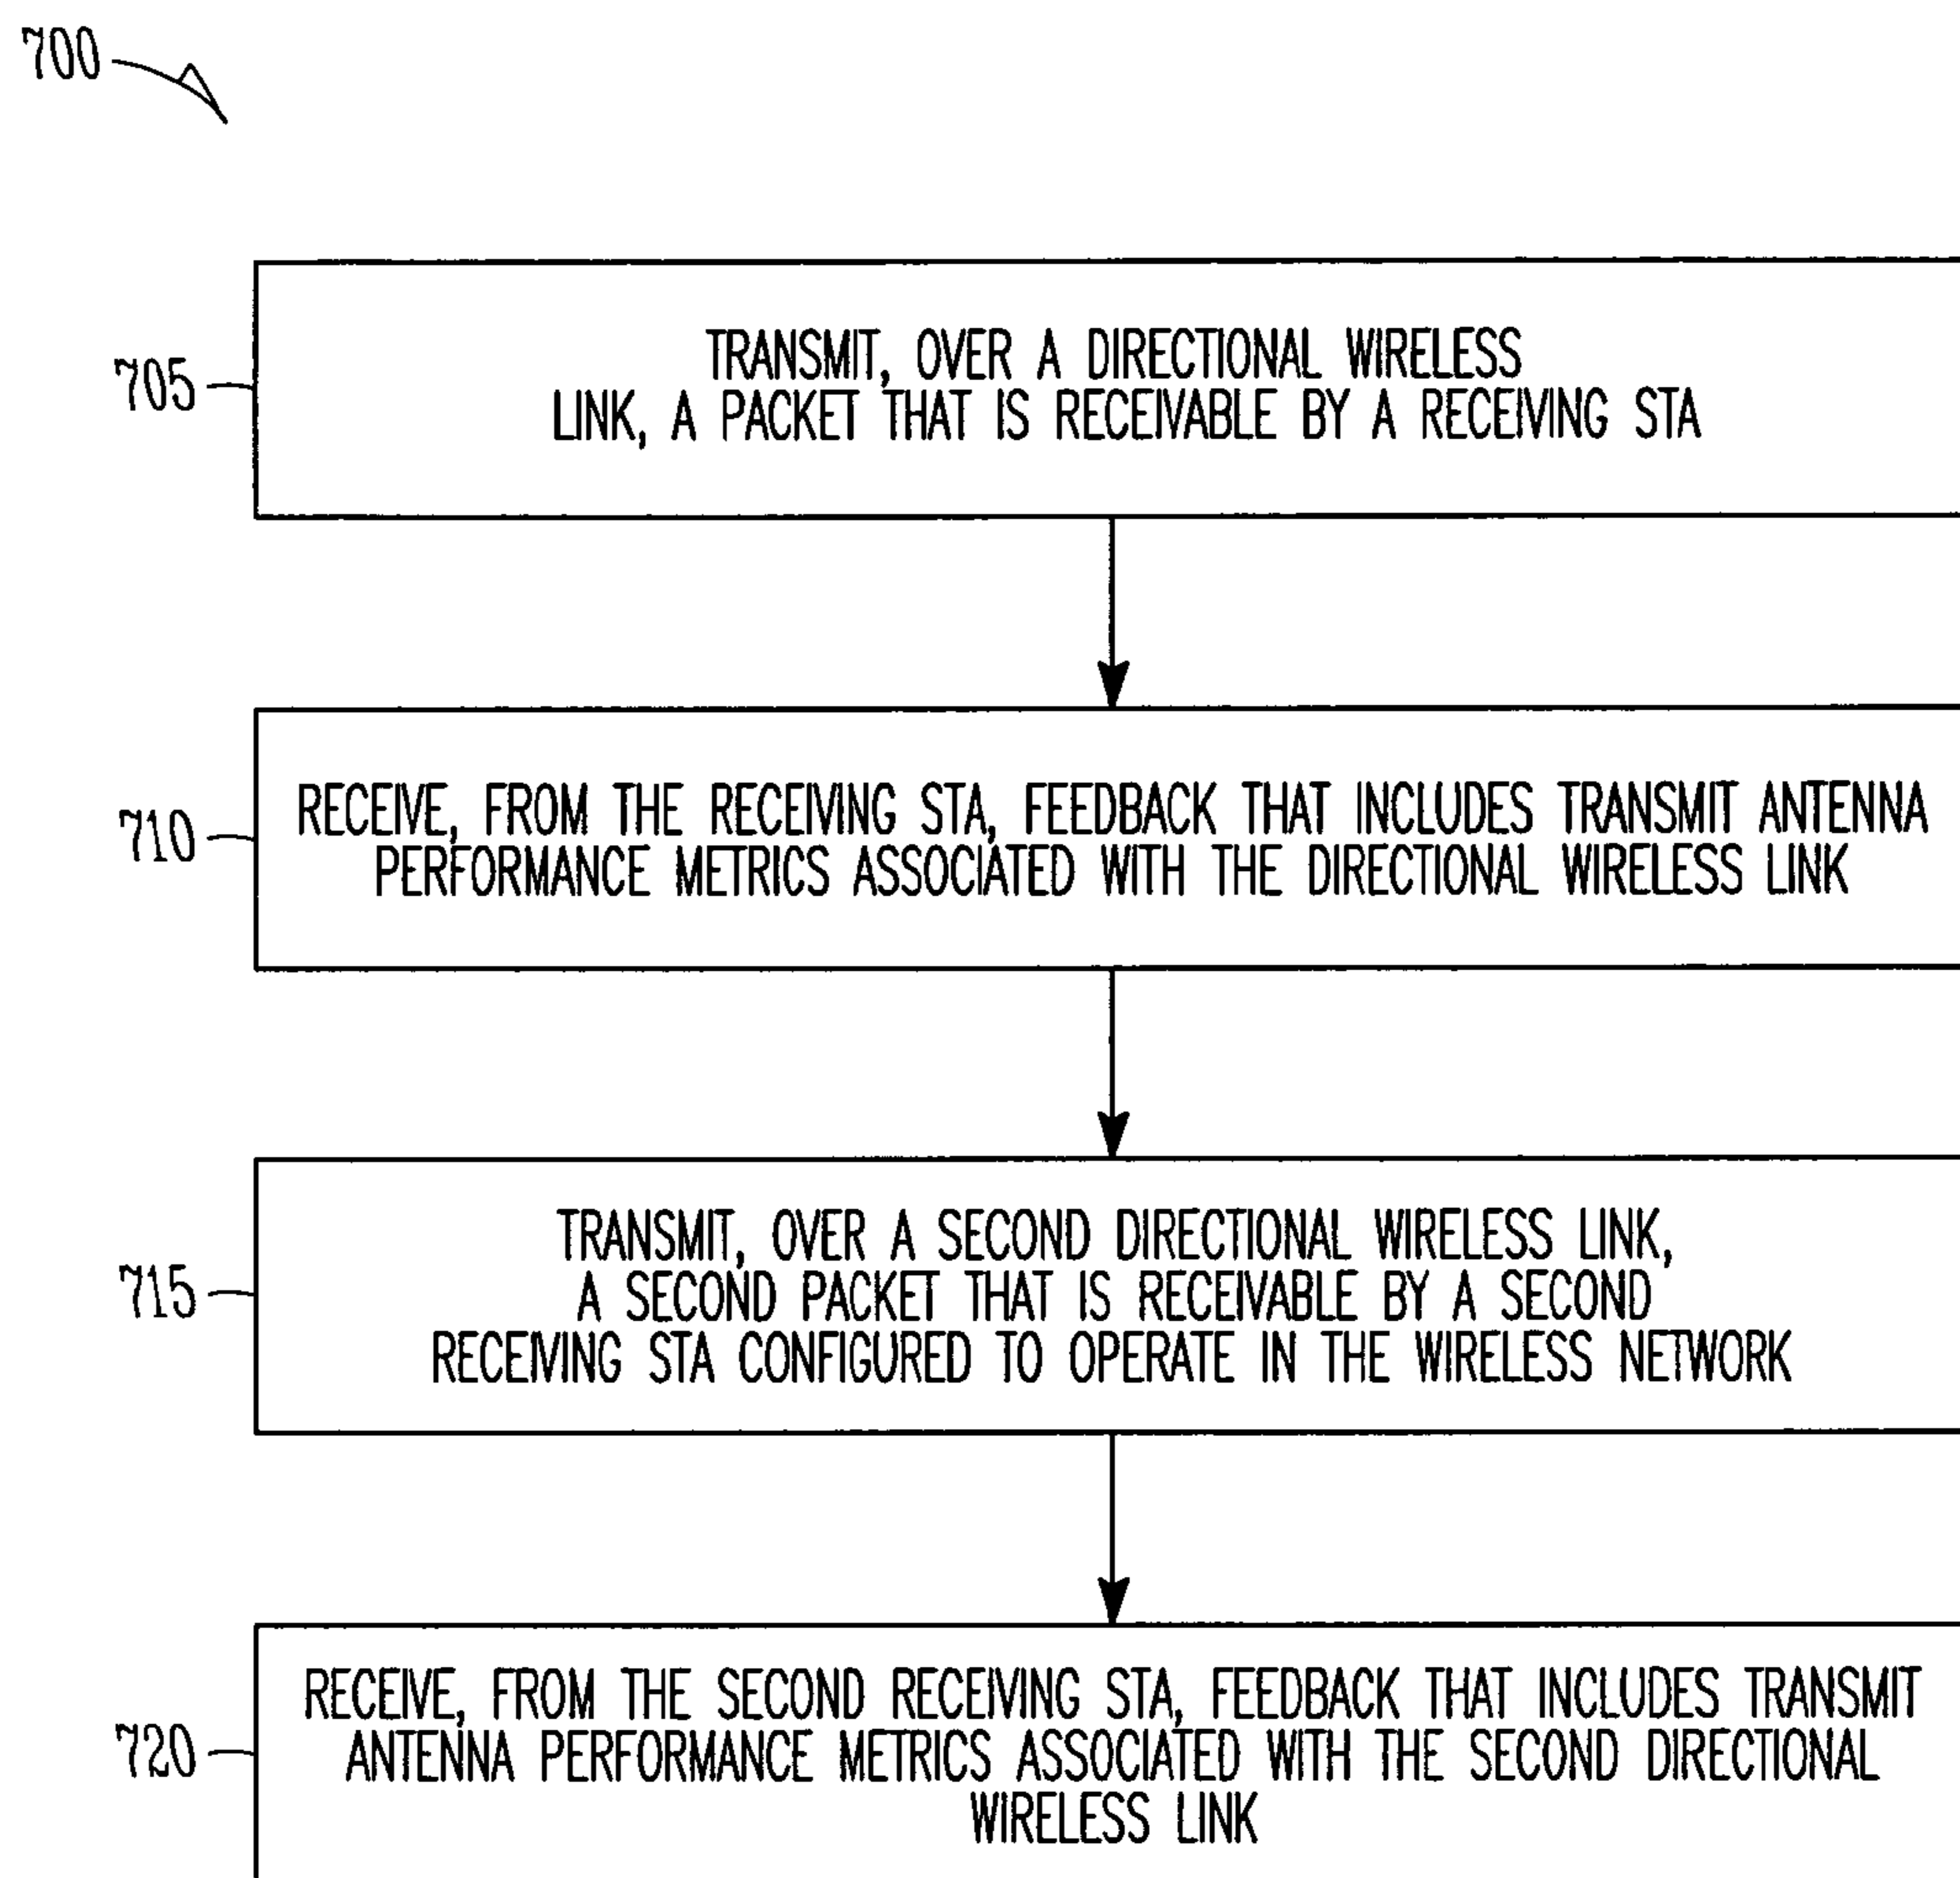 700
705
TRANSMIT, OVER A DIRECTIONAL WIRELESS
LINK, A PACKET THAT IS RECEIVABLE BY A RECEIVING STA
710
RECEIVE, FROM THE RECEIVING STA, FEEDBACK THAT INCLUDES TRANSMIT ANTENNA
PERFORMANCE METRICS ASSOCIATED WITH THE DIRECTIONAL WIRELESS LINK
715
TRANSMIT, OVER A SECOND DIRECTIONAL WIRELESS LINK,
A SECOND PACKET THAT IS RECEIVABLE BY A SECOND
RECEIVING STA CONFIGURED TO OPERATE IN THE WIRELESS NETWORK
720
RECEIVE, FROM THE SECOND RECEIVING STA, FEEDBACK THAT INCLUDES TRANSMIT
ANTENNA PERFORMANCE METRICS ASSOCIATED WITH THE SECOND DIRECTIONAL
WIRELESS LINK